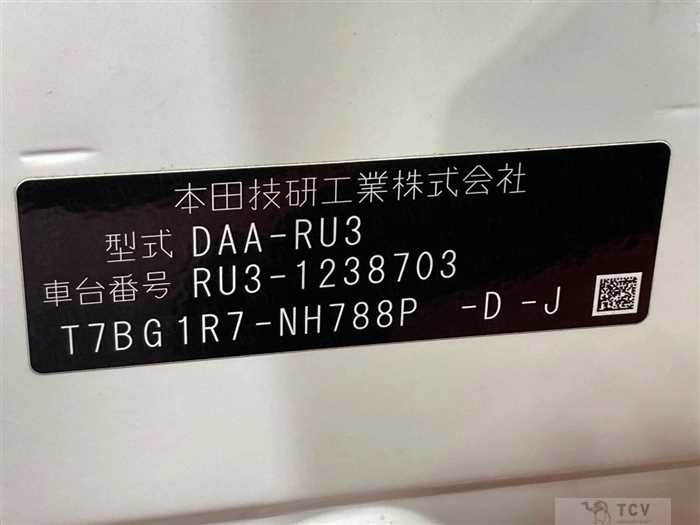 本田技研工業株式会社
型式 DAA-RU3
車台番号 RU3-1238703
T7BG1R7-NH788P -D -J
TCV